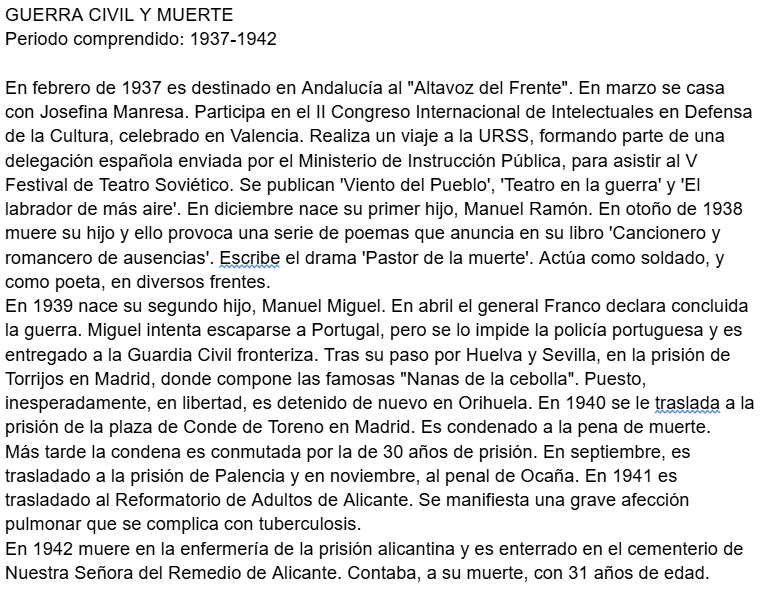 GUERRA CIVIL Y MUERTE
Periodo comprendido: 1937-1942
En febrero de 1937 es destinado en Andalucía al "Altavoz del Frente". En marzo se casa
con Josefina Manresa. Participa en el II Congreso Internacional de Intelectuales en Defensa
de la Cultura, celebrado en Valencia. Realiza un viaje a la URSS, formando parte de una
delegación española enviada por el Ministerio de Instrucción Pública, para asistir al V
Festival de Teatro Soviético. Se publican 'Viento del Pueblo', 'Teatro en la guerra' y 'El
labrador de más aire'. En diciembre nace su primer hijo, Manuel Ramón. En otoño de 1938
muere su hijo y ello provoca una serie de poemas que anuncia en su libro 'Cancionero y
romancero de ausencias'. Escribe el drama 'Pastor de la muerte'. Actúa como soldado, y
como poeta, en diversos frentes.
En 1939 nace su segundo hijo, Manuel Miguel. En abril el general Franco declara concluida
la guerra. Miguel intenta escaparse a Portugal, pero se lo impide la policía portuguesa y es
entregado a la Guardia Civil fronteriza. Tras su paso por Huelva y Sevilla, en la prisión de
Torrijos en Madrid, donde compone las famosas "Nanas de la cebolla". Puesto,
inesperadamente, en libertad, es detenido de nuevo en Orihuela. En 1940 se le traslada a la
prisión de la plaza de Conde de Toreno en Madrid. Es condenado a la pena de muerte.
Más tarde la condena es conmutada por la de 30 años de prisión. En septiembre, es
trasladado a la prisión de Palencia y en noviembre, al penal de Ocaña. En 1941 es
trasladado al Reformatorio de Adultos de Alicante. Se manifiesta una grave afección
pulmonar que se complica con tuberculosis.
En 1942 muere en la enfermería de la prisión alicantina y es enterrado en el cementerio de
Nuestra Señora del Remedio de Alicante. Contaba, a su muerte, con 31 años de edad.